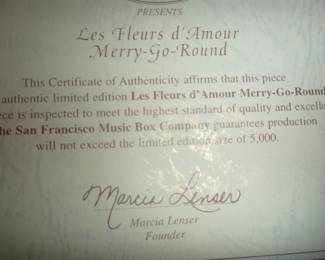 PRESENTS
Les Fleurs d'Amour
Merry-Go-Round
This Certificate of Authenticity affirms that this piece
authentic limited edition Les Fleurs d'Amour Merry-Go-Round
is inspected to meet the highest standard of quality and
San Francisco Music Box Company guarantees production
will not exceed the limited edition size of 5,000.
Marcia Lenser
Marcia Lenser
Founder